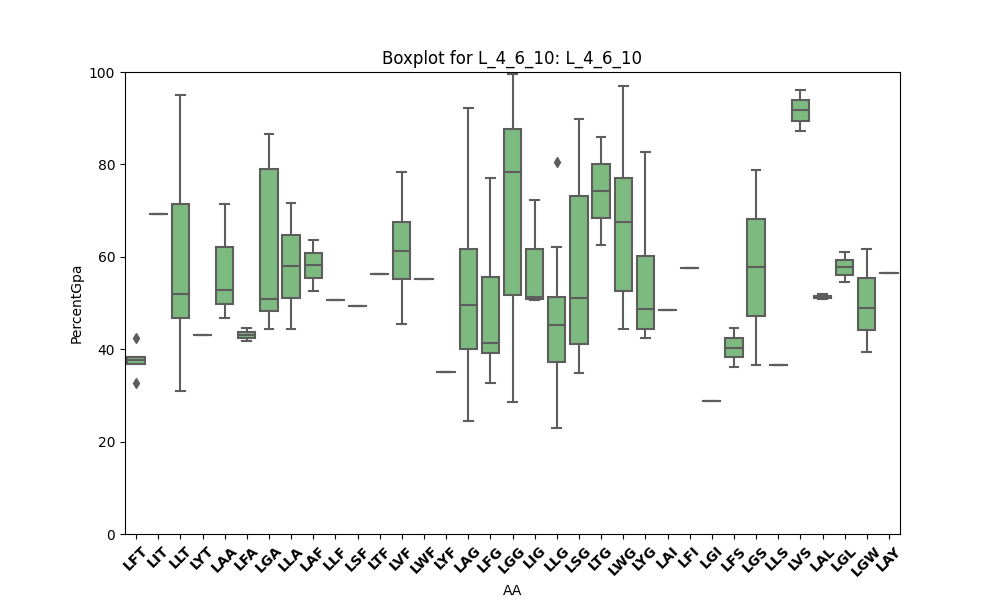 Boxplot for L_4_6_10: L_4_6_10
100
80
60
40
20
0
PercentGpa
LFT LIT LLT LYT LAA LFA LGA LLA LAF LLF LSF LTF LVF LWF LYF LAG LFG LGG LIG LLG LSG LTG LWG LYG LAI LFI LGI LFS LGS LLS LVS LAL LGL LGW LAY
AA